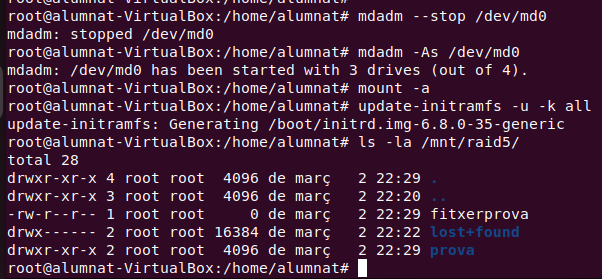 root@alumnat-VirtualBox:/home/alumnat#
root@alumnat-VirtualBox:/home/alumnat# mdadm --stop /dev/md0
mdadm: stopped /dev/md0
root@alumnat-VirtualBox:/home/alumnat# mdadm -As /dev/md0
mdadm: /dev/md0 has been started with 3 drives (out of 4).
root@alumnat-VirtualBox:/home/alumnat# mount -a
root@alumnat-VirtualBox:/home/alumnat# update-initramfs -u -k all
update-initramfs: Generating /boot/initrd.img-6.8.0-35-generic
root@alumnat-VirtualBox:/home/alumnat# ls -la /mnt/raid5/
total 28
drwxr-xr-x 4 root root  4096 de març   2 22:29 .
drwxr-xr-x 3 root root  4096 de març   2 22:20 ..
-rw-r--r-- 1 root root     0 de març   2 22:29 fitxerprova
drwx------ 2 root root 16384 de març   2 22:28 lost+found
drwxr-xr-x 2 root root  4096 de març   2 22:29 prova
root@alumnat-VirtualBox:/home/alumnat#